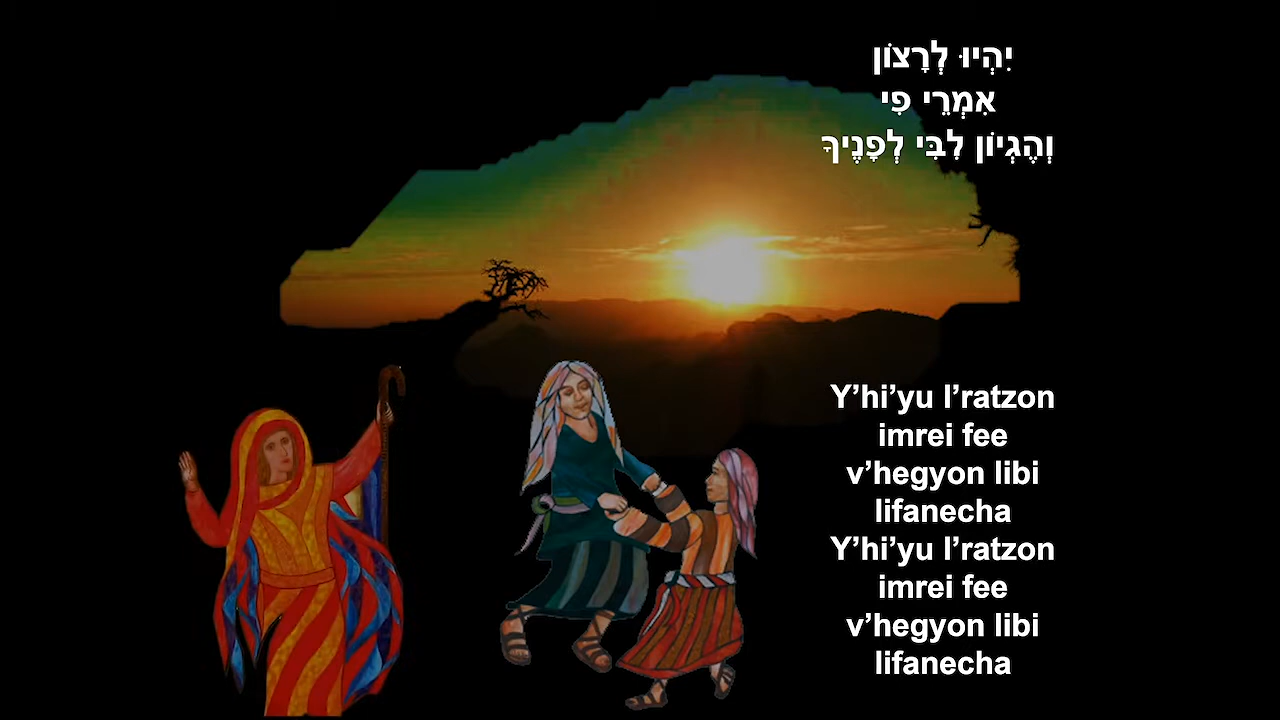 יִהְיוּ לְרָצוֹן
אִמְרֵי פִי
וְהֶגְיוֹן לִבִּי לְפָנֶיךָ
Y’hi’yu l’ratzon
imrei fee
v’hegyon libi
lifanecha
Y’hi’yu l’ratzon
imrei fee
v’hegyon libi
lifanecha